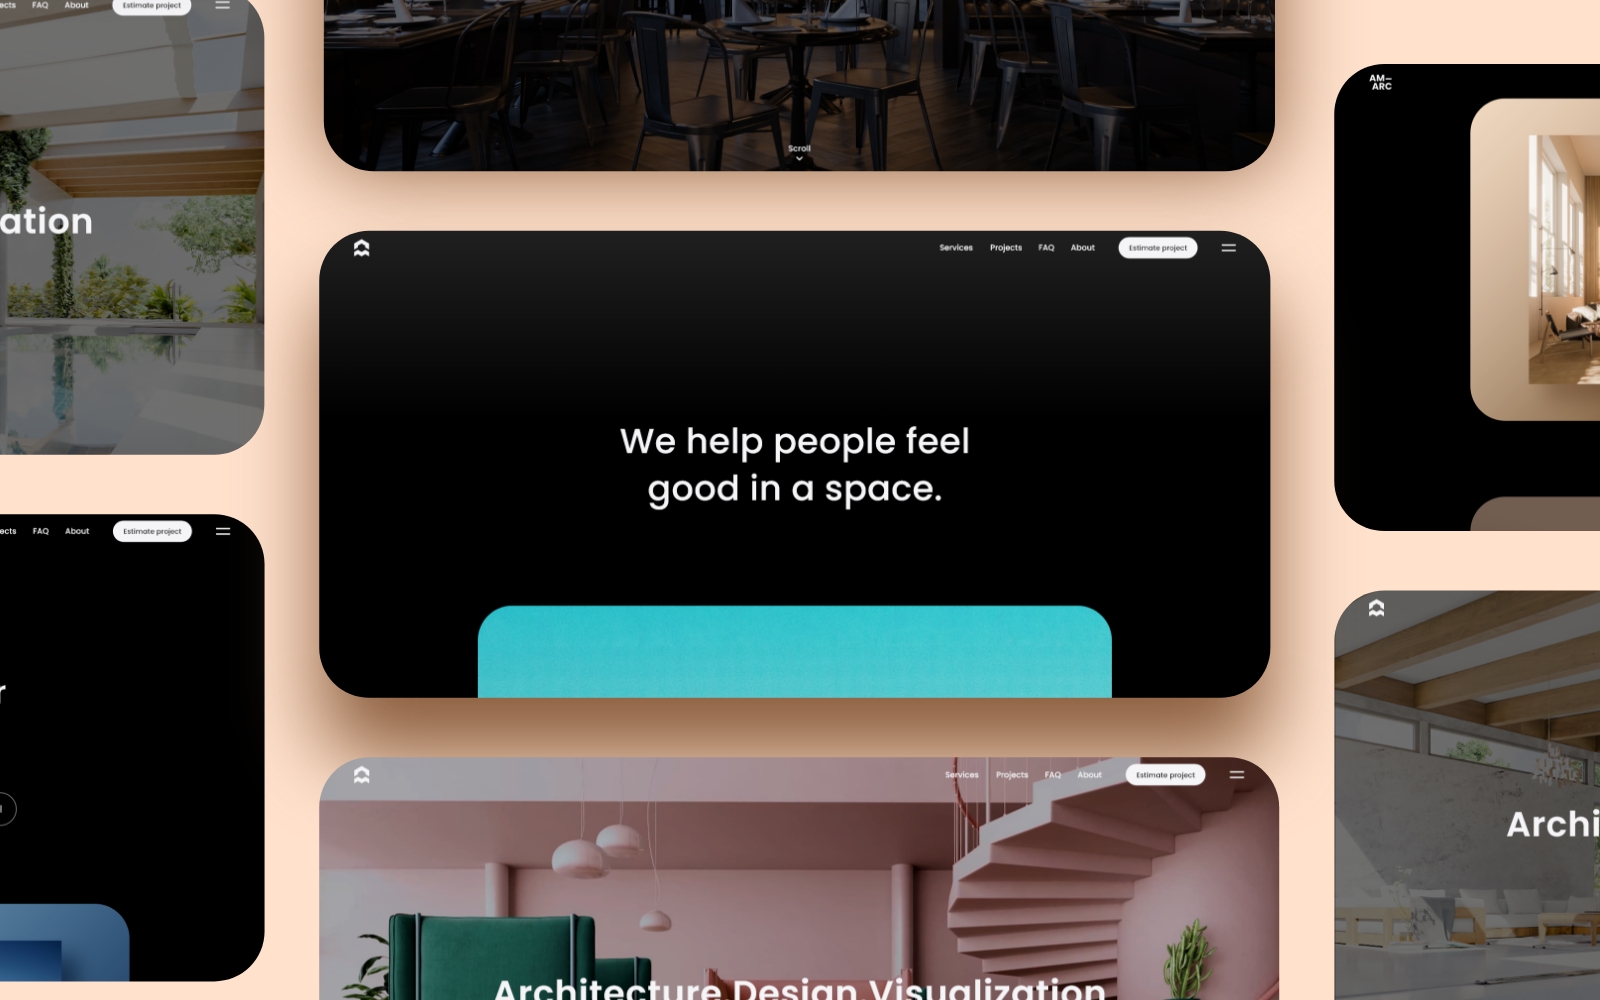 FAQ About Estimate project
ation
ects FAQ About Estimate project
Scroll
Services Projects FAQ About Estimate project
We help people feel
good in a space.
Services Projects FAQ About Estimate project
Architecture.Design.Visualization
AM—
ARC
Archi